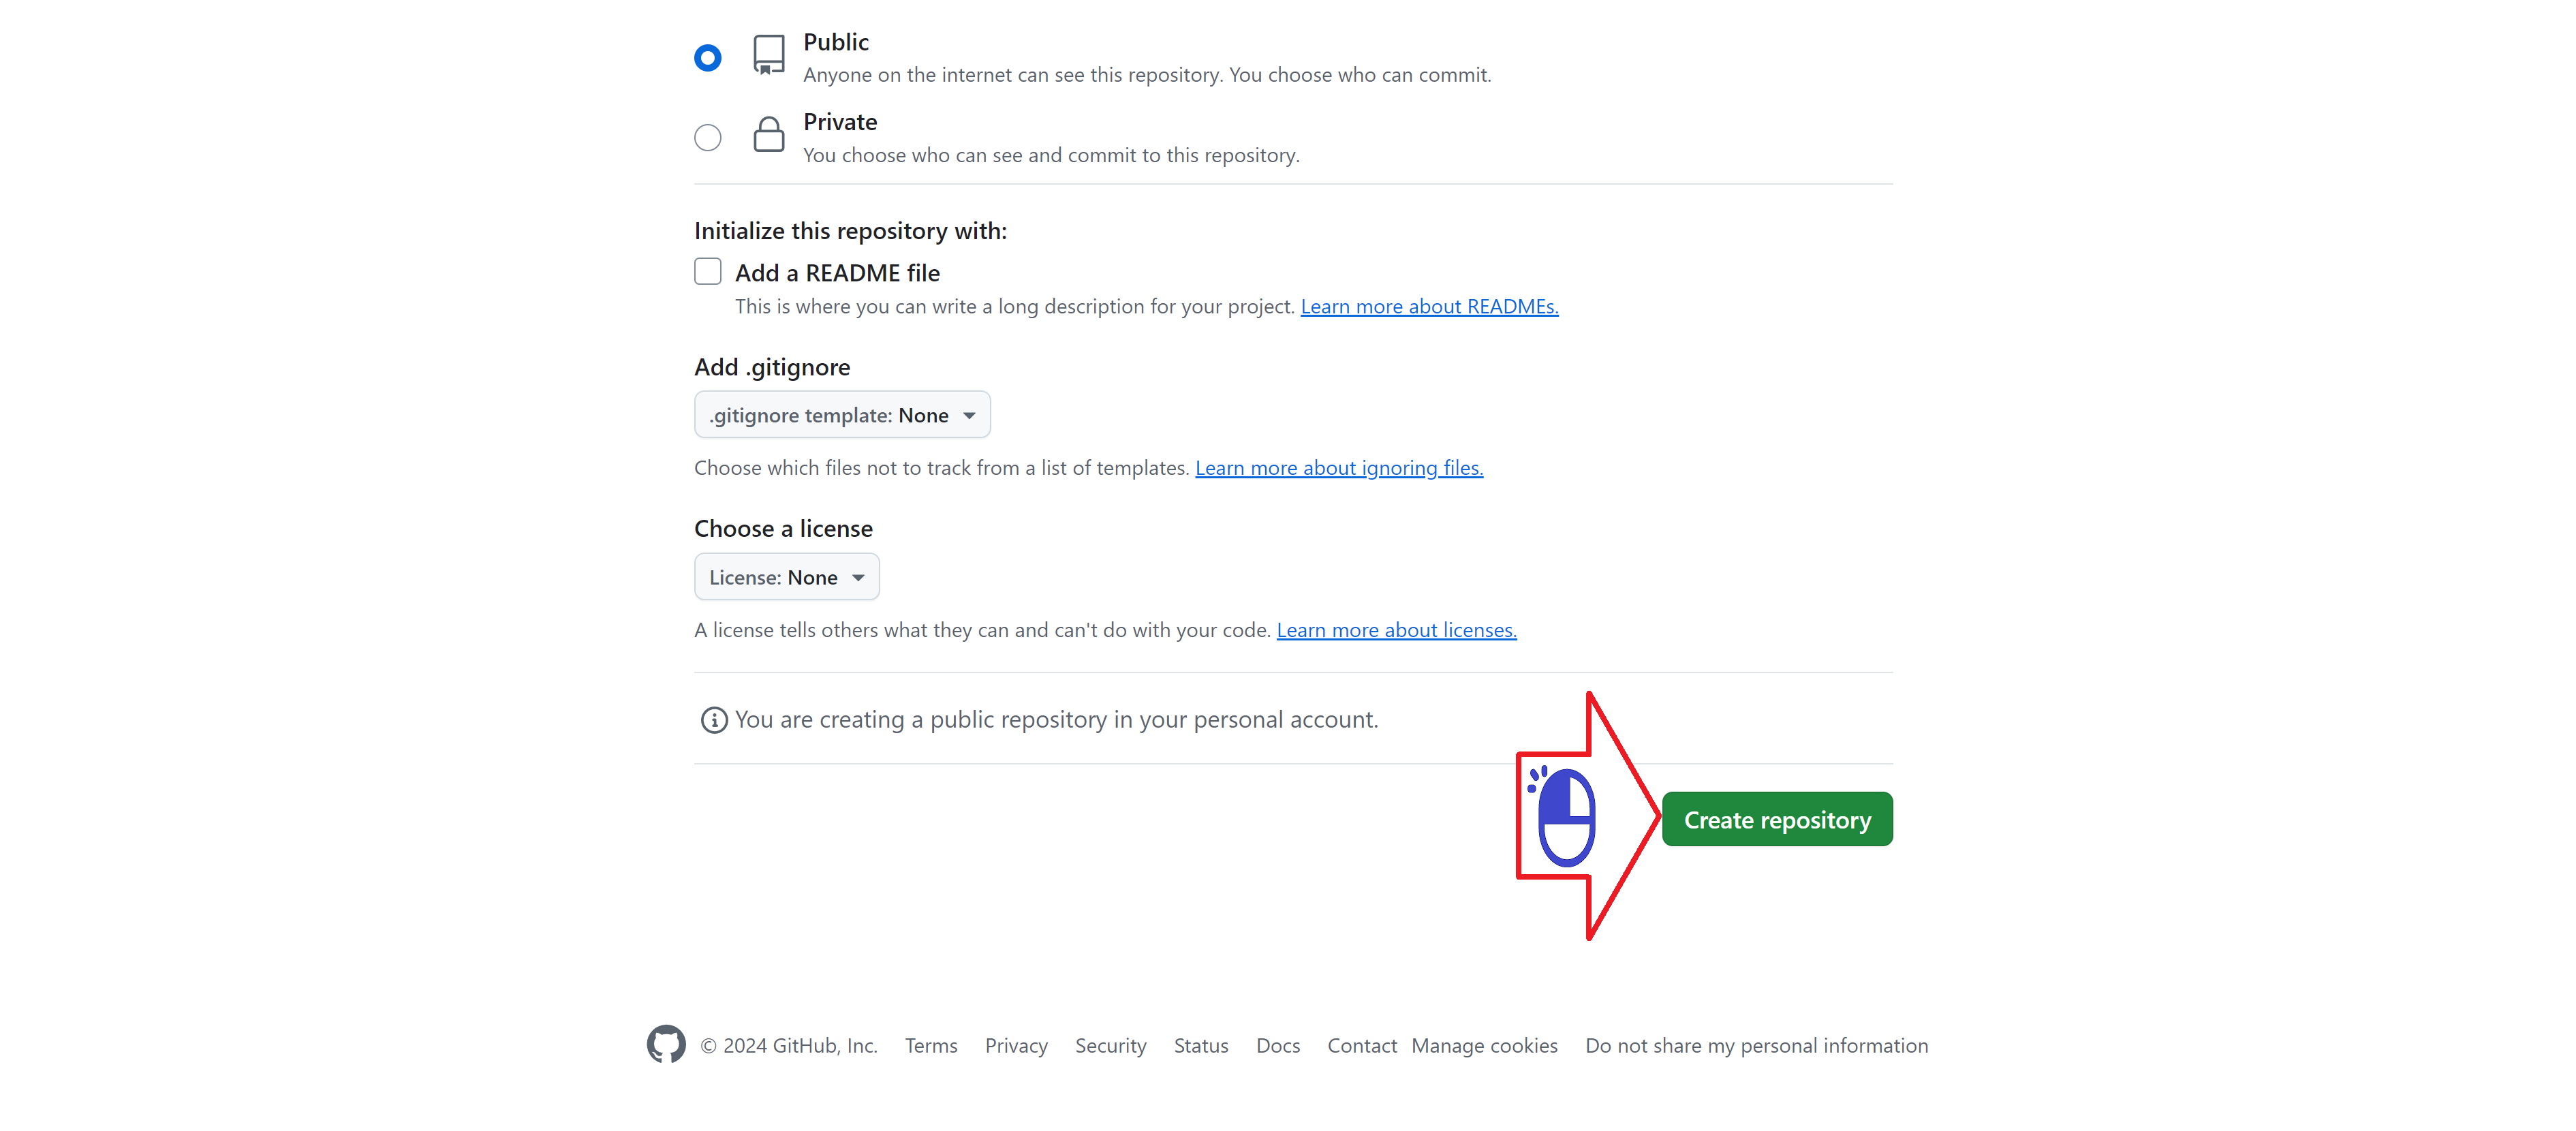 Public
Anyone on the internet can see this repository. You choose who can commit.
Private
You choose who can see and commit to this repository.
Initialize this repository with:
Add a README file
This is where you can write a long description for your project. Learn more about READMEs.
Add .gitignore
.gitignore template: None
Choose which files not to track from a list of templates. Learn more about ignoring files.
Choose a license
License: None
A license tells others what they can and can't do with your code. Learn more about licenses.
You are creating a public repository in your personal account.
Create repository
© 2024 GitHub, Inc. Terms Privacy Security Status Docs Contact Manage cookies Do not share my personal information